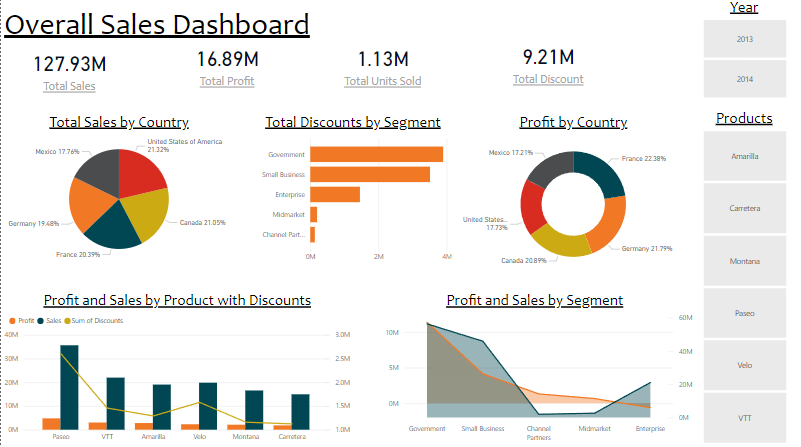 Overall Sales Dashboard
127.93M
Total Sales
16.89M
Total Profit
1.13M
Total Units Sold
9.21M
Total Discount
Year
2013
2014
Products
Amarilla
Carretera
Montana
Paseo
Velo
VTT
Total Sales by Country
United States of America
21.32%
Canada 21.05%
France 20.39%
Germany 19.48%
Mexico 17.76%
Total Discounts by Segment
Government
Small Business
Enterprise
Midmarket
Channel Part...
0M
2M
4M
Profit by Country
France 22.38%
Germany 21.79%
Canada 20.89%
United States...
17.73%
Mexico 17.21%
Profit and Sales by Product with Discounts
Profit
Sales
Sum of Discounts
40M
30M
20M
10M
0M
3.0M
2.5M
2.0M
1.5M
1.0M
Paseo
VTT
Amarilla
Velo
Montana
Carretera
Profit and Sales by Segment
10M
5M
0M
60M
40M
20M
0M
Government
Small Business
Channel
Partners
Midmarket
Enterprise